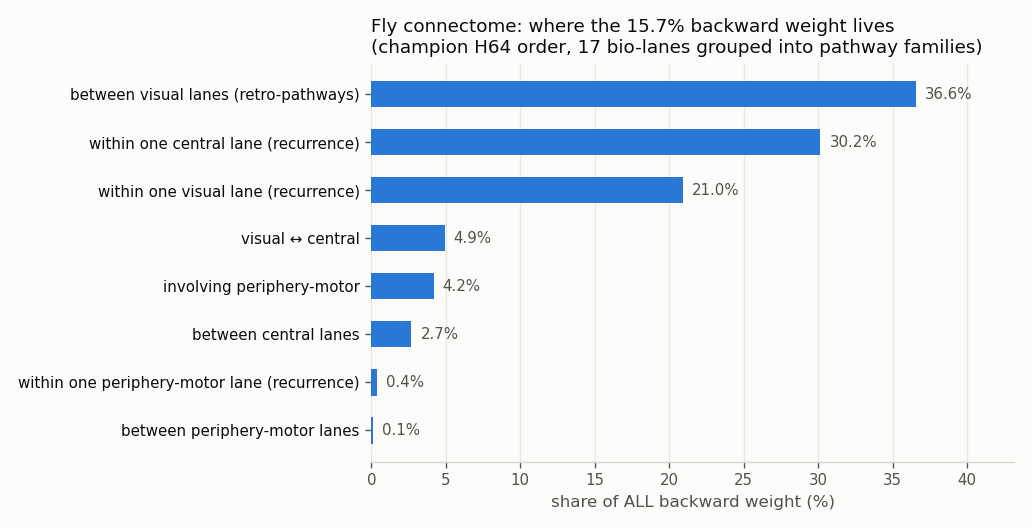 Fly connectome: where the 15.7% backward weight lives
(champion H64 order, 17 bio-lanes grouped into pathway families)
between visual lanes (retro-pathways) 36.6%
within one central lane (recurrence) 30.2%
within one visual lane (recurrence) 21.0%
visual ↔ central 4.9%
involving periphery-motor 4.2%
between central lanes 2.7%
within one periphery-motor lane (recurrence) 0.4%
between periphery-motor lanes 0.1%
0 5 10 15 20 25 30 35 40
share of ALL backward weight (%)